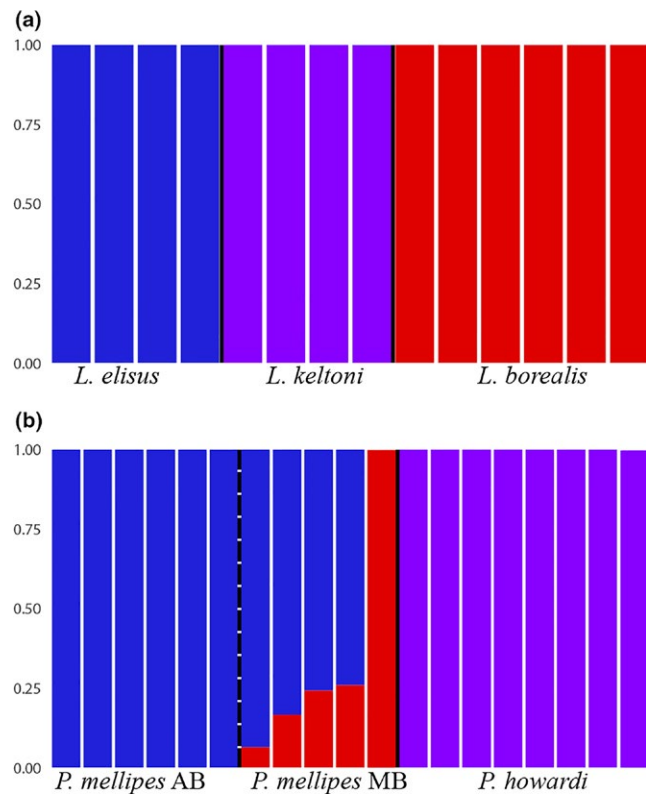 (a)
1.00
0.75
0.50
0.25
0.00
L. elisus L. keltoni L. borealis
(b)
1.00
0.75
0.50
0.25
0.00
P. mellipes AB P. mellipes MB P. howardi